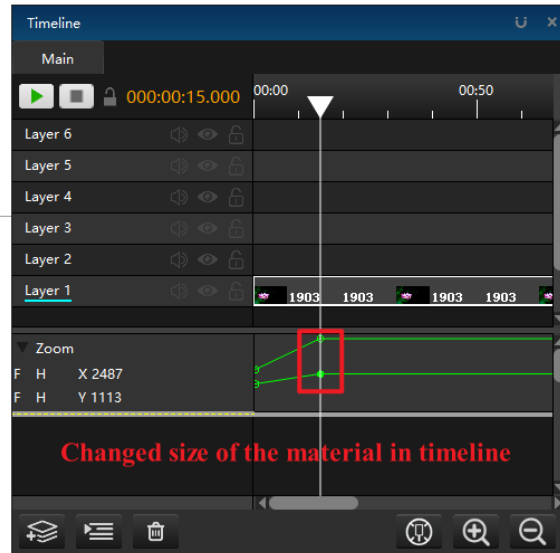 Timeline
Main
000:00:15.000
00:00 00:50
Layer 6
Layer 5
Layer 4
Layer 3
Layer 2
Layer 1
1903 1903 1903 1903
Zoom
F H X 2487
F H Y 1113
Changed size of the material in timeline